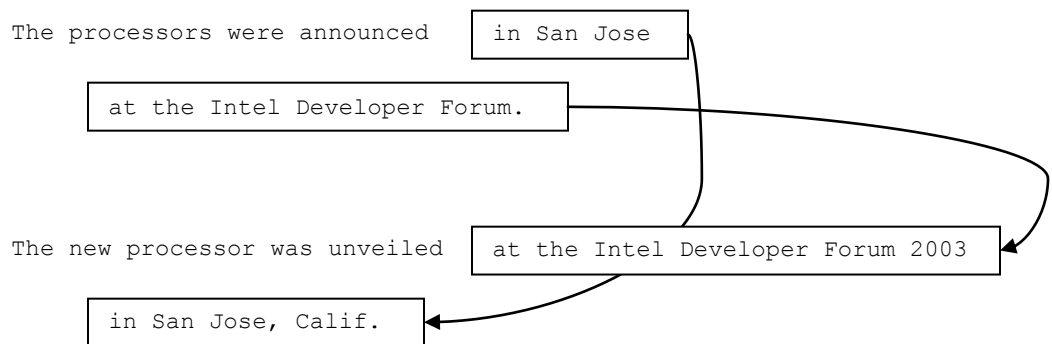 The processors were announced in San Jose
at the Intel Developer Forum.
The new processor was unveiled at the Intel Developer Forum 2003
in San Jose, Calif.